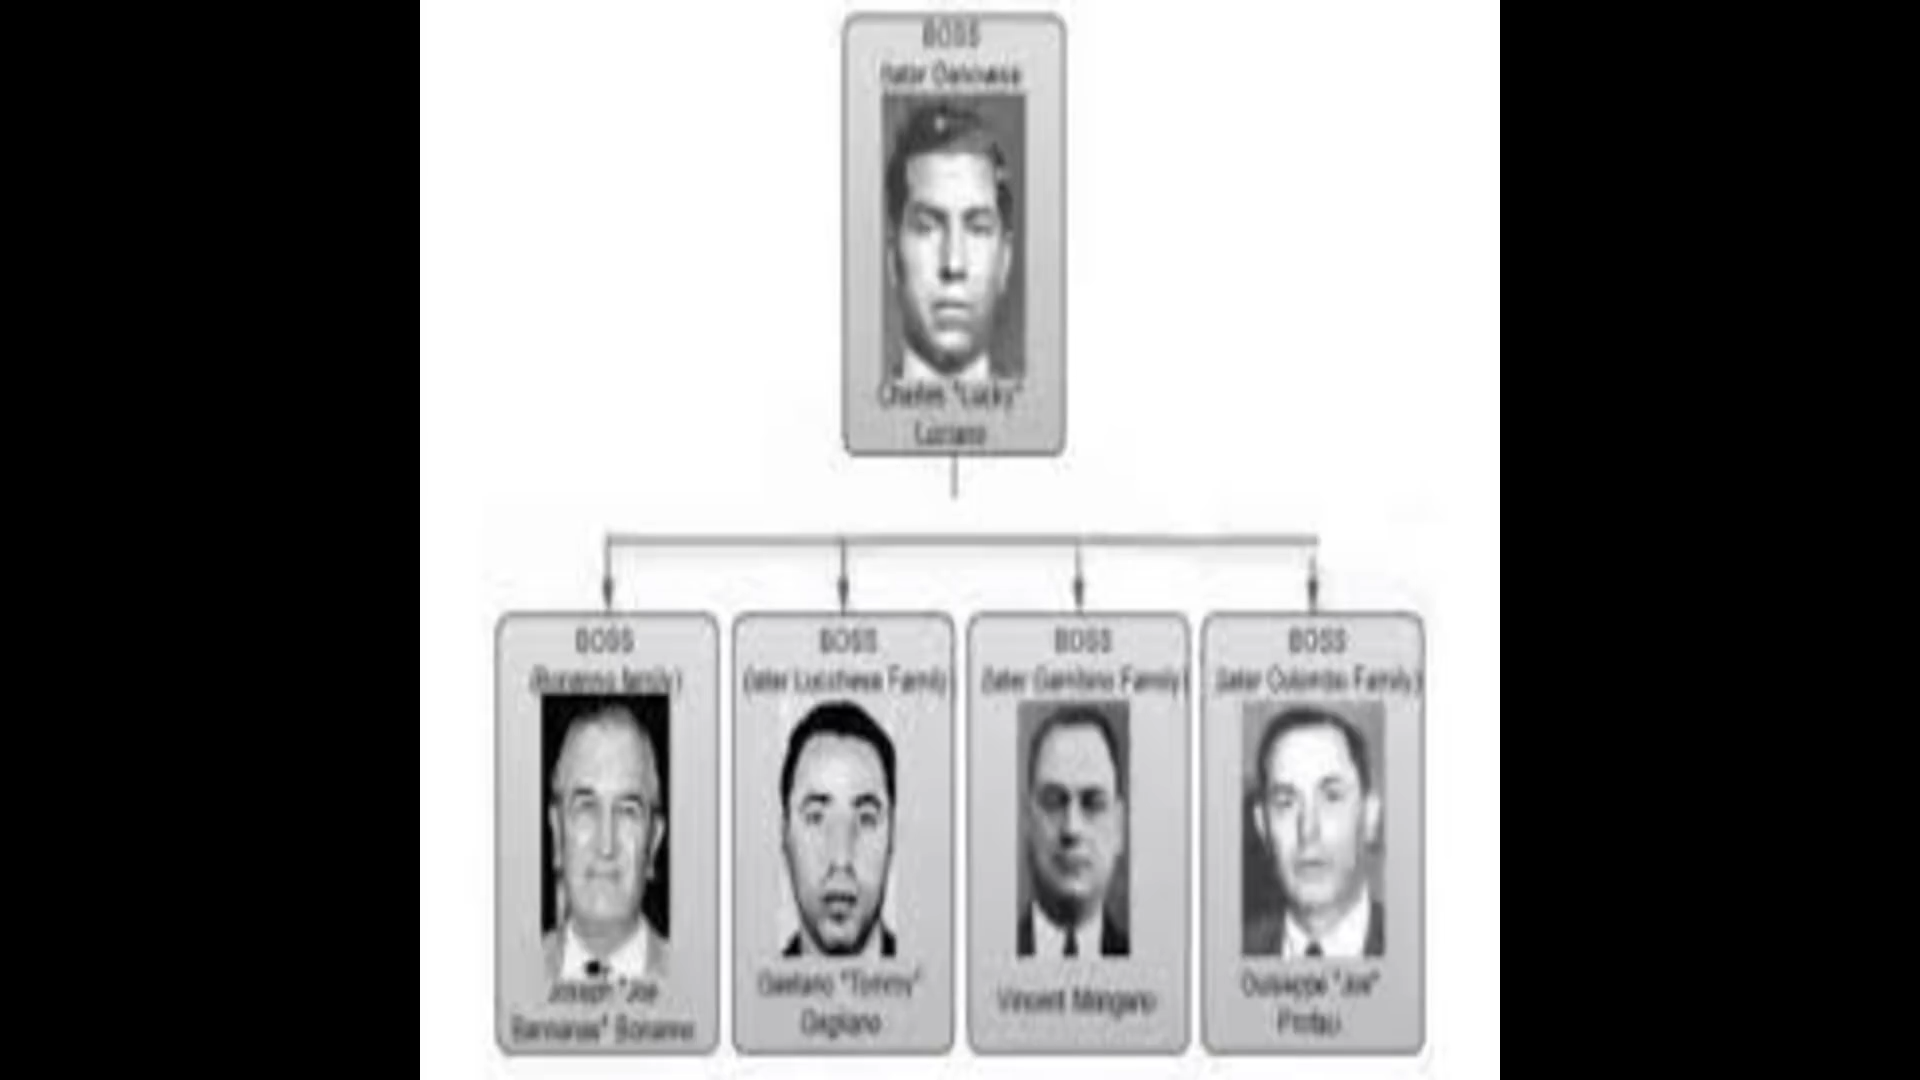 BOSS
(later Genovese
Charles "Lucky"
Luciano
BOSS
(Bonanno family)
Joseph "Joe
Bananas" Bonanno
BOSS
(later Lucchese Family
Gaetano "Tommy"
Gagliano
BOSS
(later Gambino Family)
Vincent Mangano
BOSS
(later Colombo Family)
Guiseppe "Joe"
Profaci